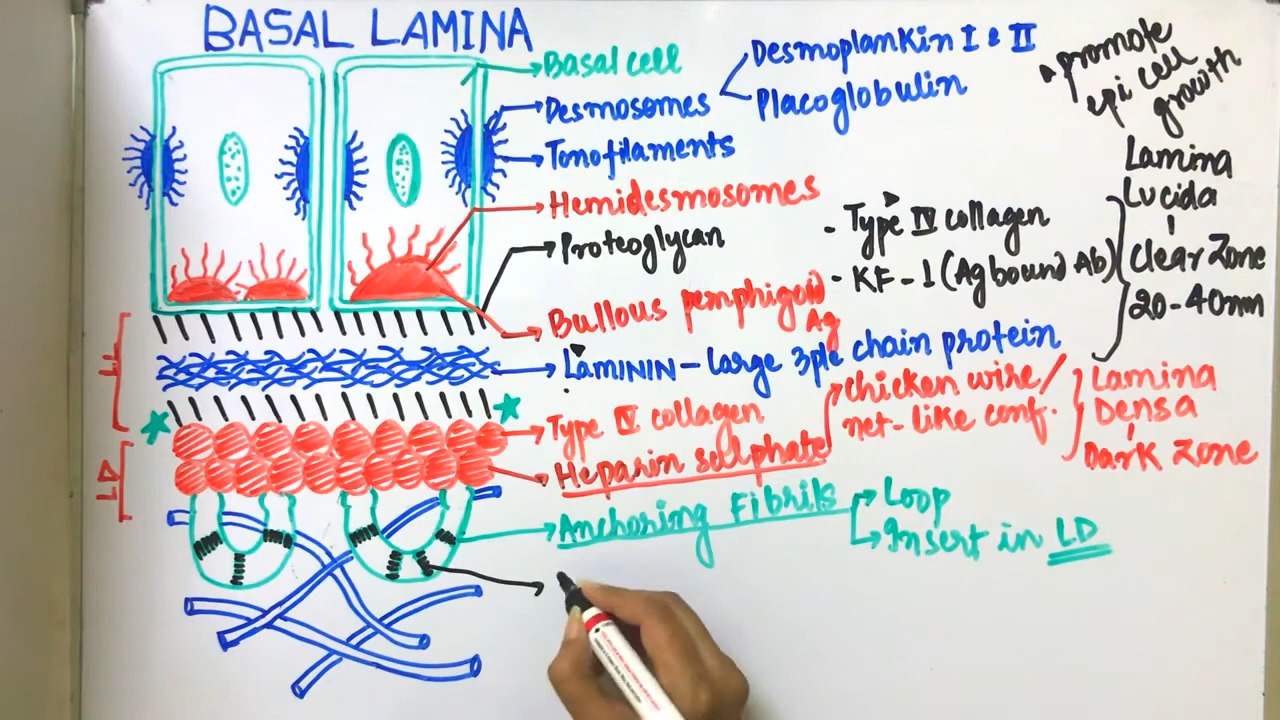 BASAL LAMINA
Basal cell
Desmosomes
Desmoplankin I & II
Placoglobulin
Tonofilaments
Hemidesmosomes
Proteoglycan
Bullous pemphigoid
Ag
LAMININ - large 3ple chain protein
Type IV collagen
Heparin sulphate
chicken wire/
net-like conf.
Anchoring Fibrils
Loop
Insert in LD
promote
epi cell
growth
- Type IV collagen
- KF-1 (Ag bound Ab)
Lamina
Lucida
Clear Zone
20-40nm
Lamina
Densa
Dark Zone
LL
LD